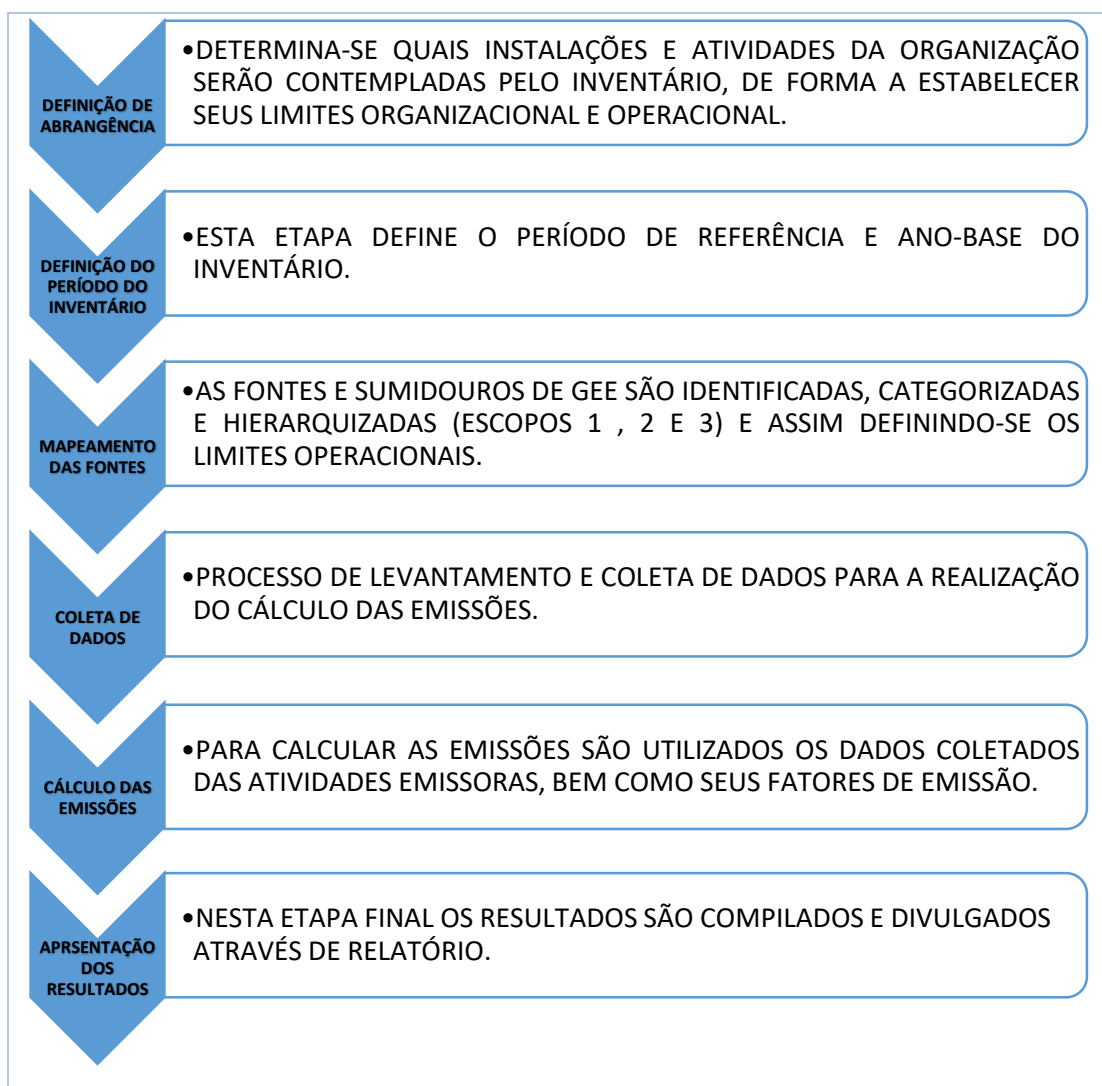 DEFINIÇÃO DE
ABRANGÊNCIA
•DETERMINA-SE QUAIS INSTALAÇÕES E ATIVIDADES DA ORGANIZAÇÃO
SERÃO CONTEMPLADAS PELO INVENTÁRIO, DE FORMA A ESTABELECER
SEUS LIMITES ORGANIZACIONAL E OPERACIONAL.
DEFINIÇÃO DO
PERÍODO DO
INVENTÁRIO
•ESTA ETAPA DEFINE O PERÍODO DE REFERÊNCIA E ANO-BASE DO
INVENTÁRIO.
MAPEAMENTO
DAS FONTES
•AS FONTES E SUMIDOUROS DE GEE SÃO IDENTIFICADAS, CATEGORIZADAS
E HIERARQUIZADAS (ESCOPOS 1 , 2 E 3) E ASSIM DEFININDO-SE OS
LIMITES OPERACIONAIS.
COLETA DE
DADOS
•PROCESSO DE LEVANTAMENTO E COLETA DE DADOS PARA A REALIZAÇÃO
DO CÁLCULO DAS EMISSÕES.
CÁLCULO DAS
EMISSÕES
•PARA CALCULAR AS EMISSÕES SÃO UTILIZADOS OS DADOS COLETADOS
DAS ATIVIDADES EMISSORAS, BEM COMO SEUS FATORES DE EMISSÃO.
APRSENTAÇÃO
DOS
RESULTADOS
•NESTA ETAPA FINAL OS RESULTADOS SÃO COMPILADOS E DIVULGADOS
ATRAVÉS DE RELATÓRIO.